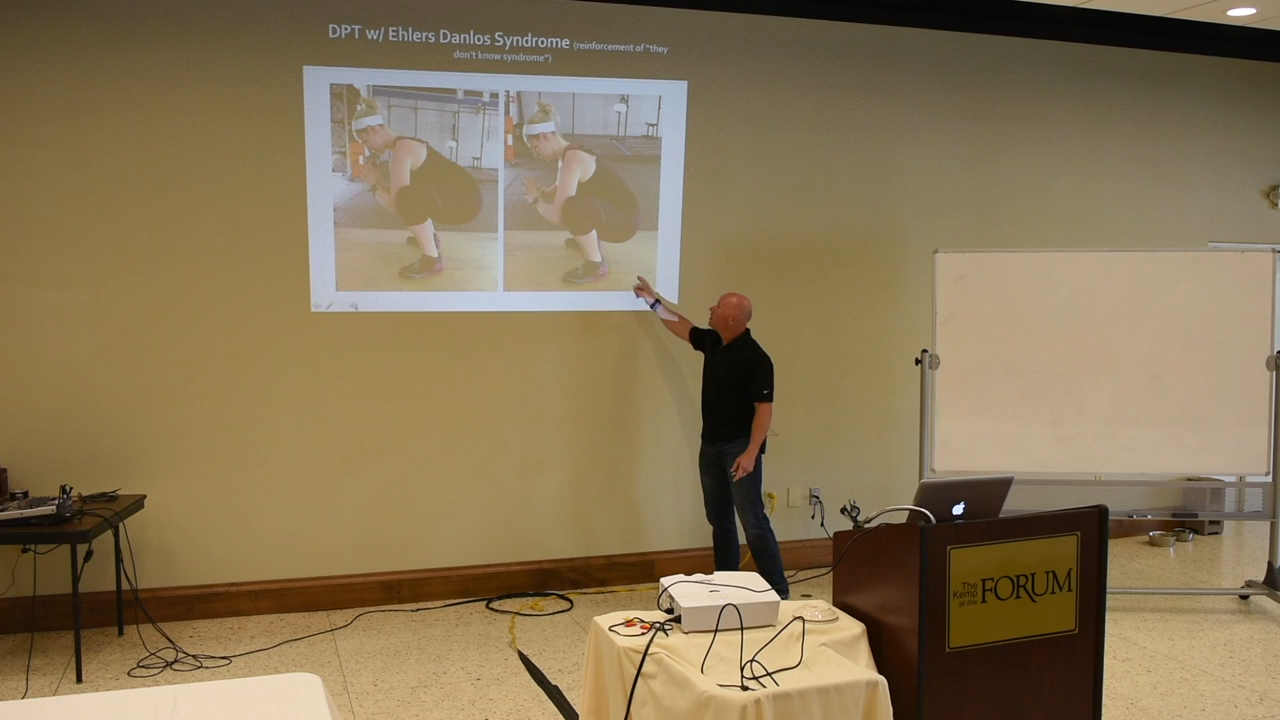 DPT w/ Ehlers Danlos Syndrome (reinforcement of "they
don't know syndrome")
The
Kemp
at the
FORUM